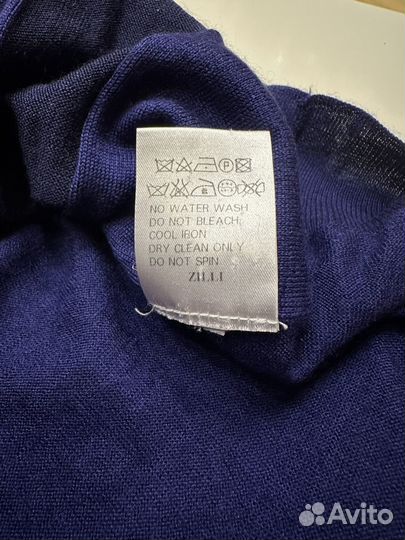 NO WATER WASH
DO NOT BLEACH;
COOL IRON
DRY CLEAN ONLY
DO NOT SPIN
ZILLI
Avito